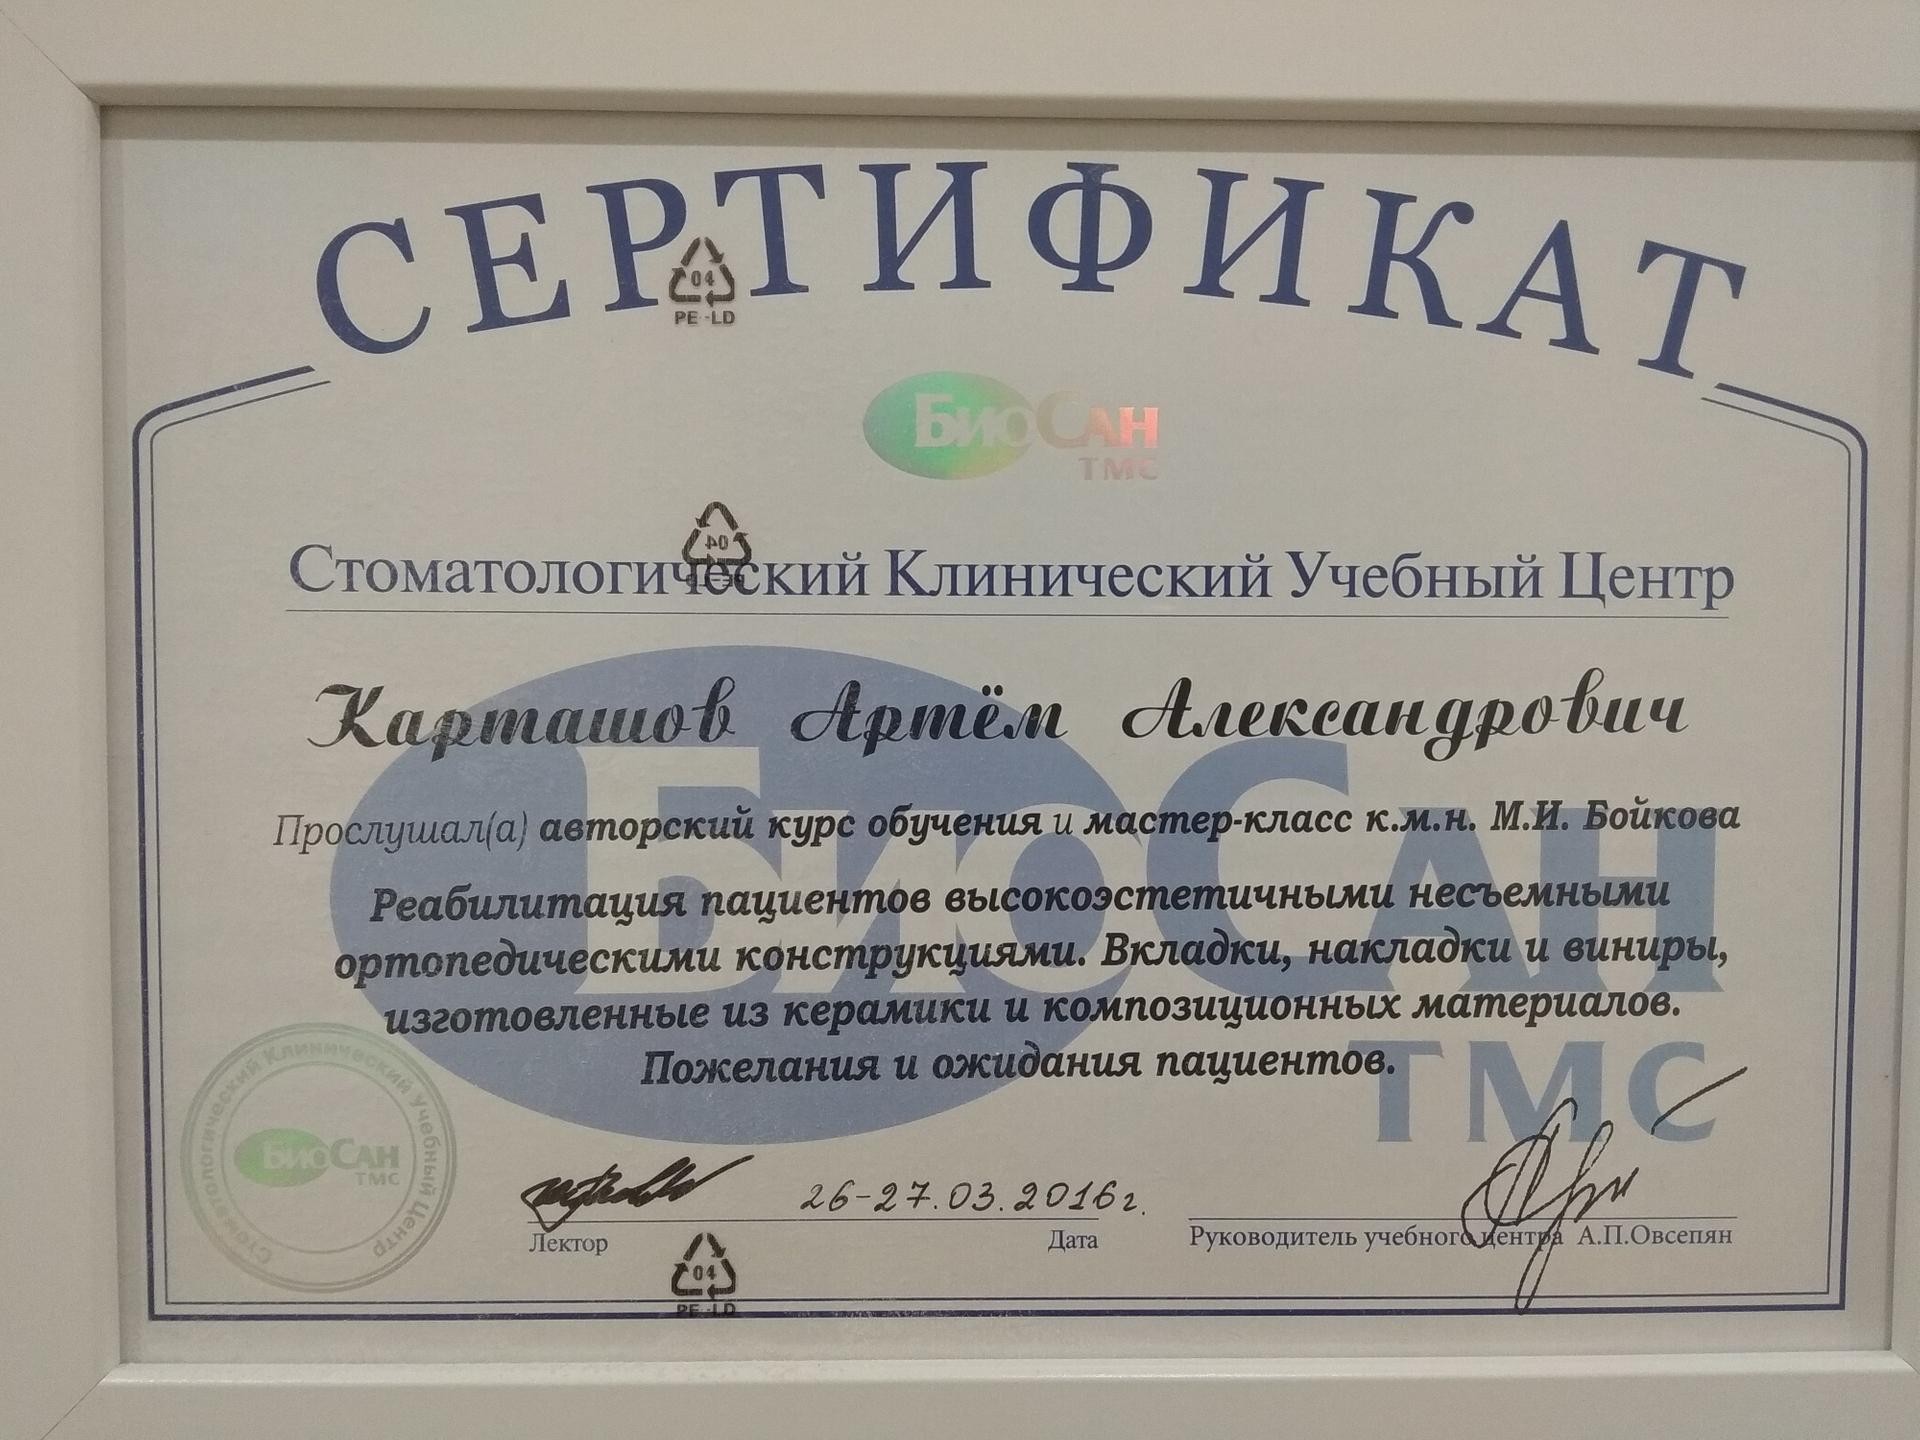 СЕРТИФИКАТ
04
PE-LD
БиоСан
ТМС
04
Стоматологический Клинический Учебный Центр
Карташов Артём Александрович
БиоСан
ТМС
Прослушал(а) авторский курс обучения и мастер-класс к.м.н. М.И. Бойкова
Реабилитация пациентов высокоэстетичными несъемными
ортопедическими конструкциями. Вкладки, накладки и виниры,
изготовленные из керамики и композиционных материалов.
Пожелания и ожидания пациентов.
Стоматологический Клинический Учебный Центр
БиоСан
ТМС
26-27.03.2016г.
Лектор
Дата
Руководитель учебного центра А.П.Овсепян
04
PE-LD